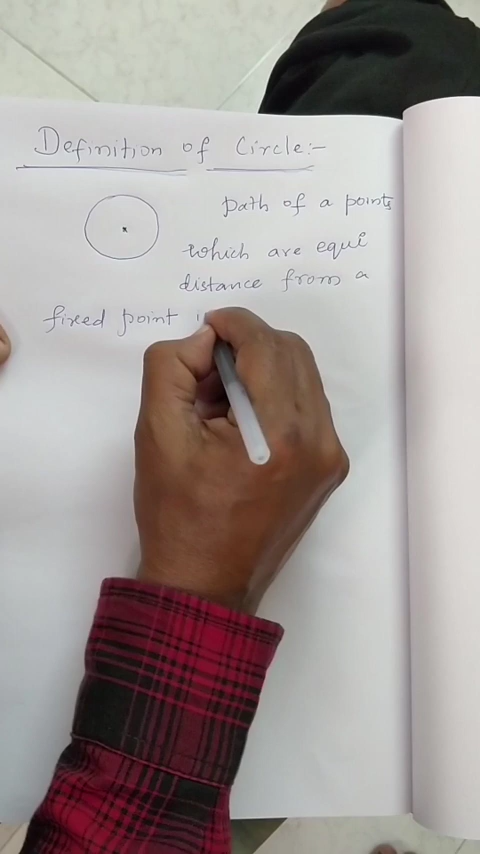 Definition of Circle:-
Path of a points
which are equi
distance from a
fixed point